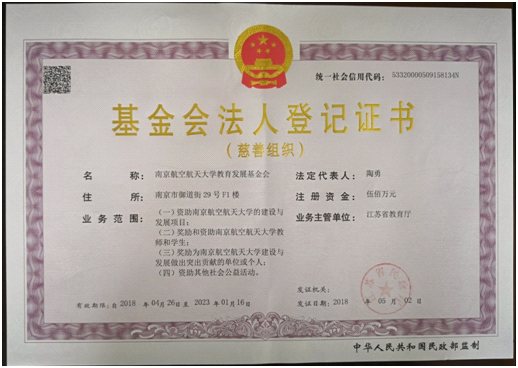 统一社会信用代码：53320000509158134N
基金会法人登记证书
（慈善组织）
名称：南京航空航天大学教育发展基金会
法定代表人：陶勇
住所：南京市御道街29号F1楼
注册资金：伍佰万元
业务范围：（一）资助南京航空航天大学的建设与
发展项目；
（二）奖励和资助南京航空航天大学教
师和学生；
（三）奖励为南京航空航天大学建设与
发展做出突出贡献的单位或个人；
（四）资助其他社会公益活动。
业务主管单位：江苏省教育厅
发证机关：
有效期限：自2018 04月26日至2023 01月16日
发证日期：2018 05月02日
中华人民共和国民政部监制